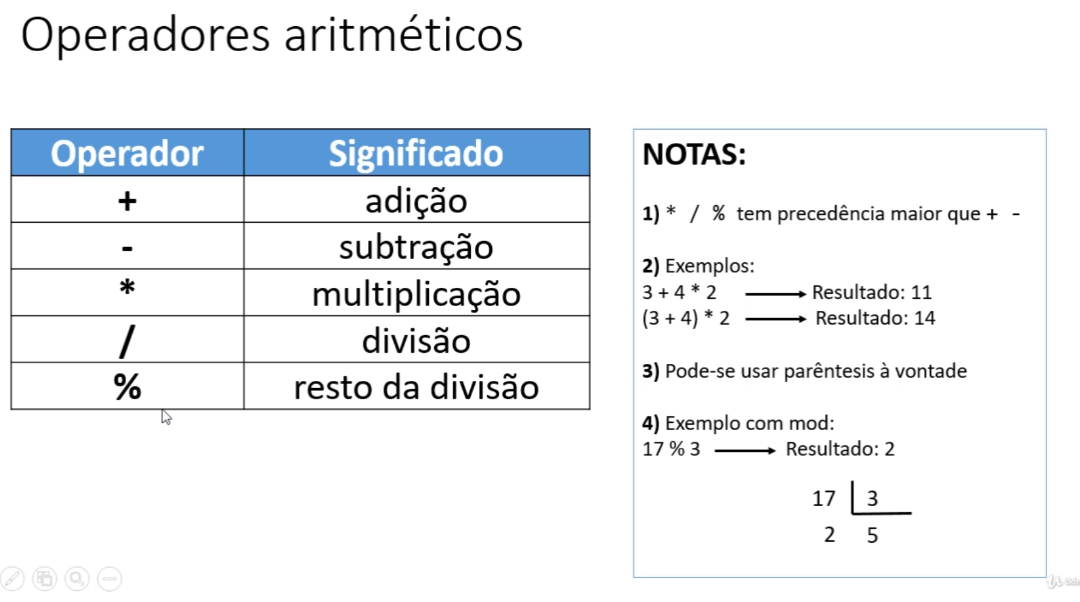 Operadores aritméticos
Operador Significado
+ adição
- subtração
* multiplicação
/ divisão
% resto da divisão
NOTAS:
1) * / % tem precedência maior que + -
2) Exemplos:
3 + 4 * 2 Resultado: 11
(3 + 4) * 2 Resultado: 14
3) Pode-se usar parêntesis à vontade
4) Exemplo com mod:
17 % 3 Resultado: 2
17 3
2 5